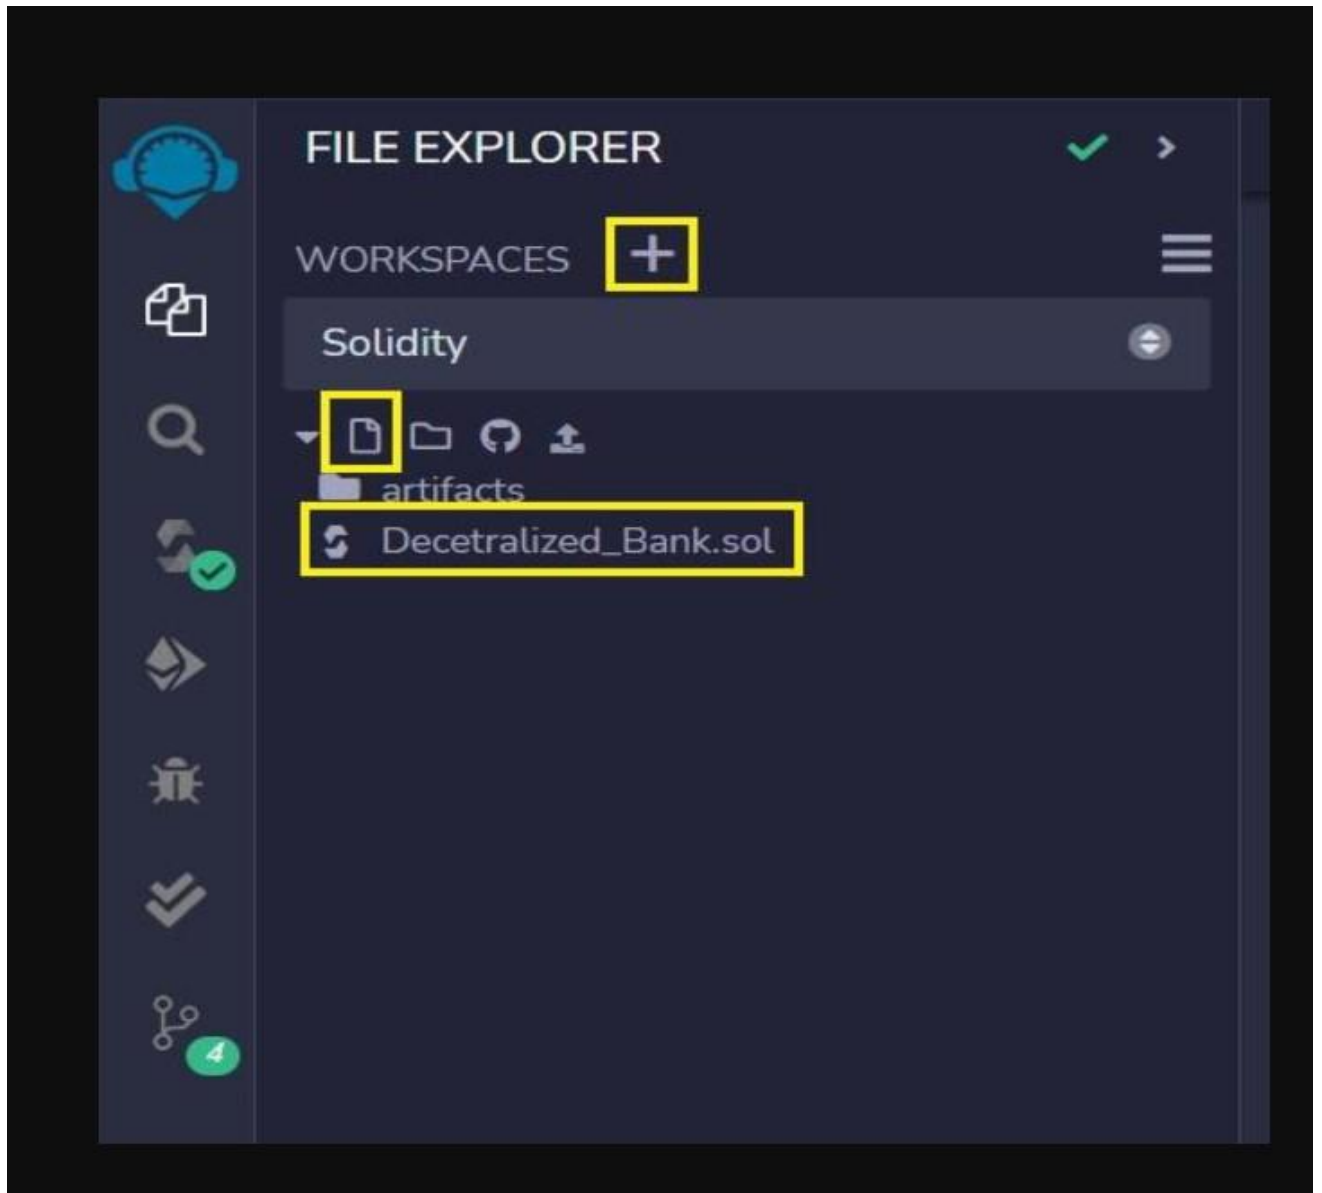 FILE EXPLORER
WORKSPACES
Solidity
artifacts
Decetralized_Bank.sol
4